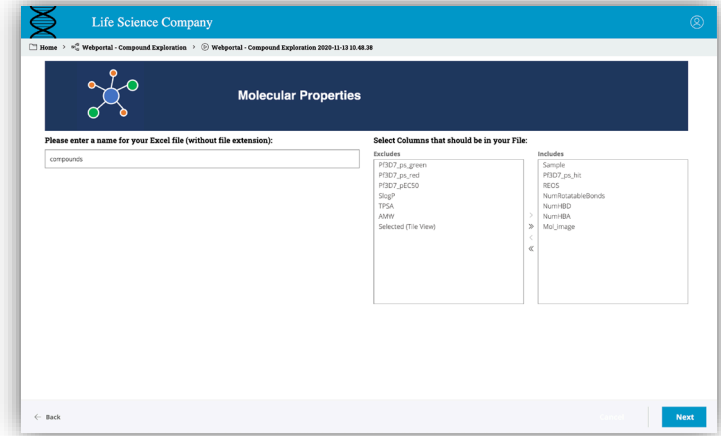 Life Science Company
Home > Webportal - Compound Exploration > Webportal - Compound Exploration 2020-11-13 10.48.38
Molecular Properties
Please enter a name for your Excel file (without file extension):
compounds
Select Columns that should be in your File:
Excludes
Pf3D7_ps_green
Pf3D7_ps_red
Pf3D7_pEC50
SlogP
TPSA
AMW
Selected (Tile View)
>
»
<
«
Includes
Sample
Pf3D7_ps_hit
REOS
NumRotatableBonds
NumHBD
NumHBA
Mol_Image
← Back
Next